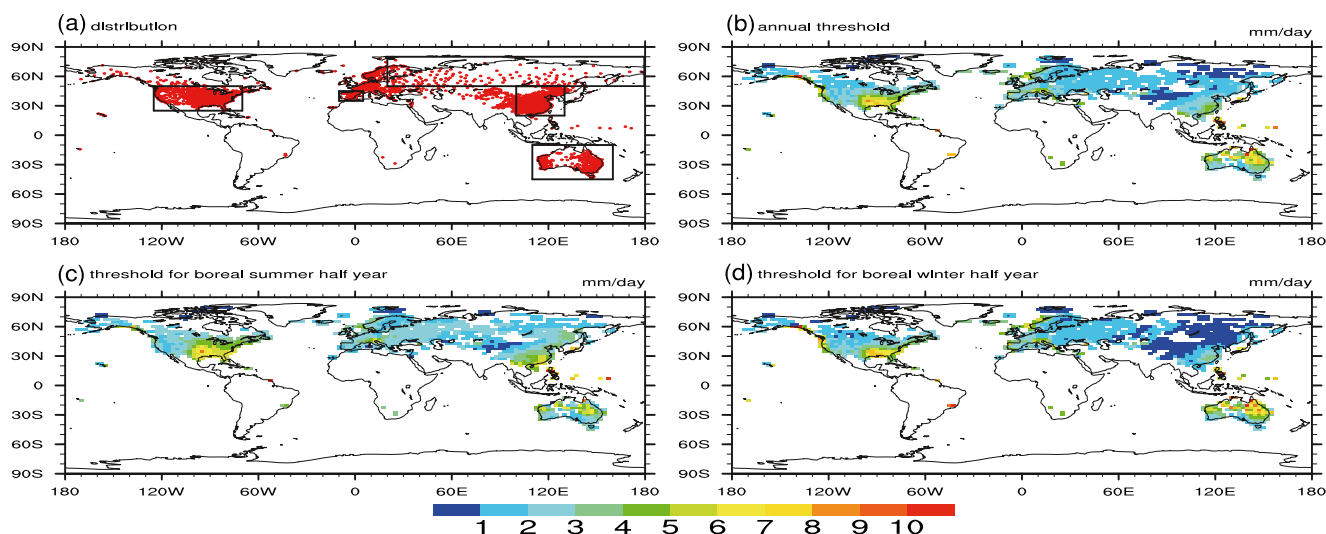 (a) distribution
90N
60N
30N
0
30S
60S
90S
180 120W 60W 0 60E 120E 180
(b) annual threshold mm/day
90N
60N
30N
0
30S
60S
90S
180 120W 60W 0 60E 120E 180
(c) threshold for boreal summer half year mm/day
90N
60N
30N
0
30S
60S
90S
180 120W 60W 0 60E 120E 180
(d) threshold for boreal winter half year mm/day
90N
60N
30N
0
30S
60S
90S
180 120W 60W 0 60E 120E 180
1 2 3 4 5 6 7 8 9 10